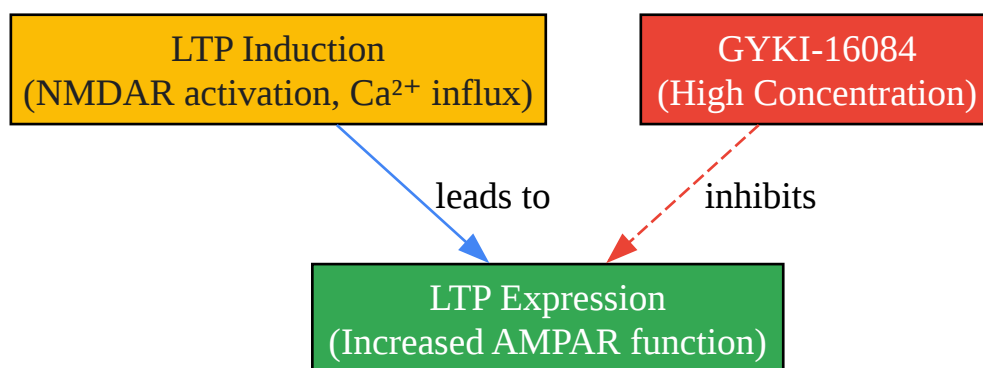 LTP Induction
(NMDAR activation, Ca²⁺ influx)
GYKI-16084
(High Concentration)
leads to
inhibits
LTP Expression
(Increased AMPAR function)